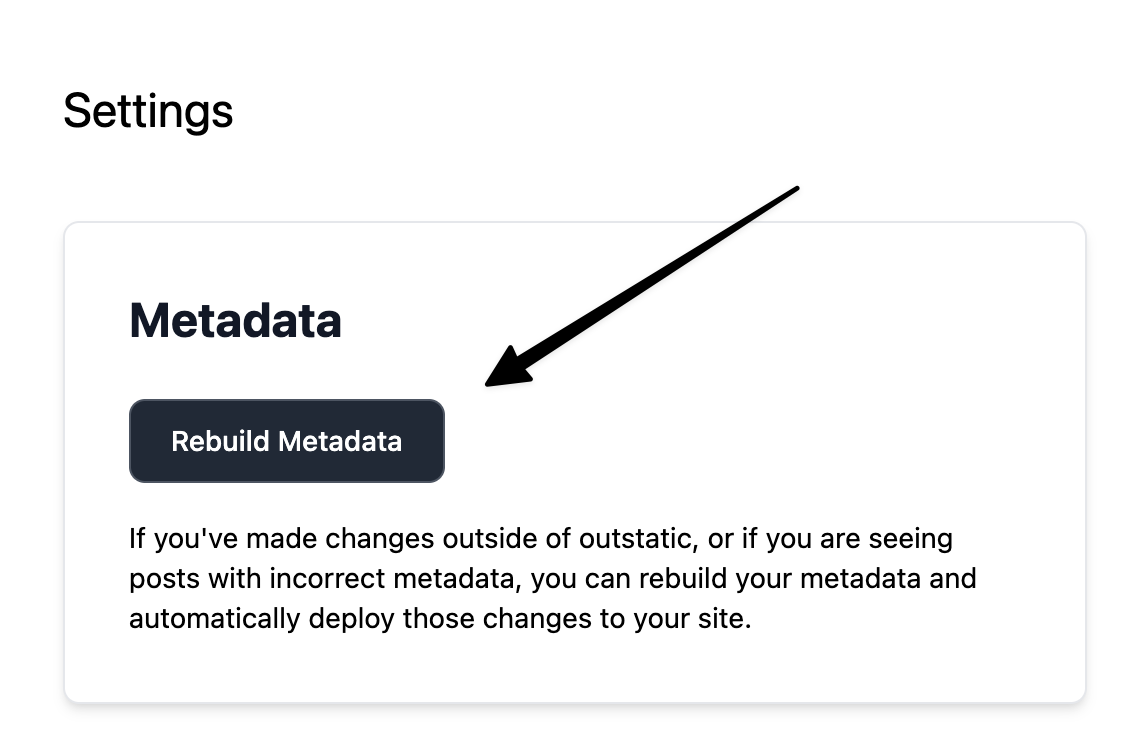 Settings
Metadata
Rebuild Metadata
If you've made changes outside of outstatic, or if you are seeing
posts with incorrect metadata, you can rebuild your metadata and
automatically deploy those changes to your site.